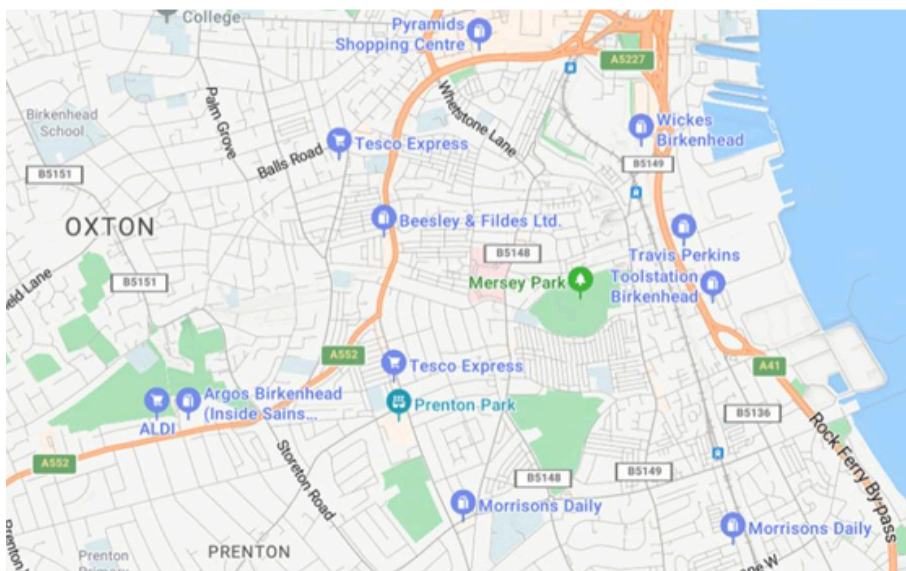 College
Pyramids
Shopping Centre
A5227
Birkenhead
School
Palm Grove
Whetstone Lane
Wickes
Birkenhead
Balls Road
Tesco Express
B5149
B5151
OXTON
Beesley & Fildes Ltd.
B5148
Travis Perkins
Mersey Park
Toolstation
Birkenhead
B5151
eld Lane
A552
Tesco Express
A41
Argos Birkenhead
(Inside Sains...
ALDI
Prenton Park
B5136
Rock Ferry By-pass
Storeton Road
A552
B5148
B5149
Morrisons Daily
Morrisons Daily
PRENTON
Prenton
Prenton